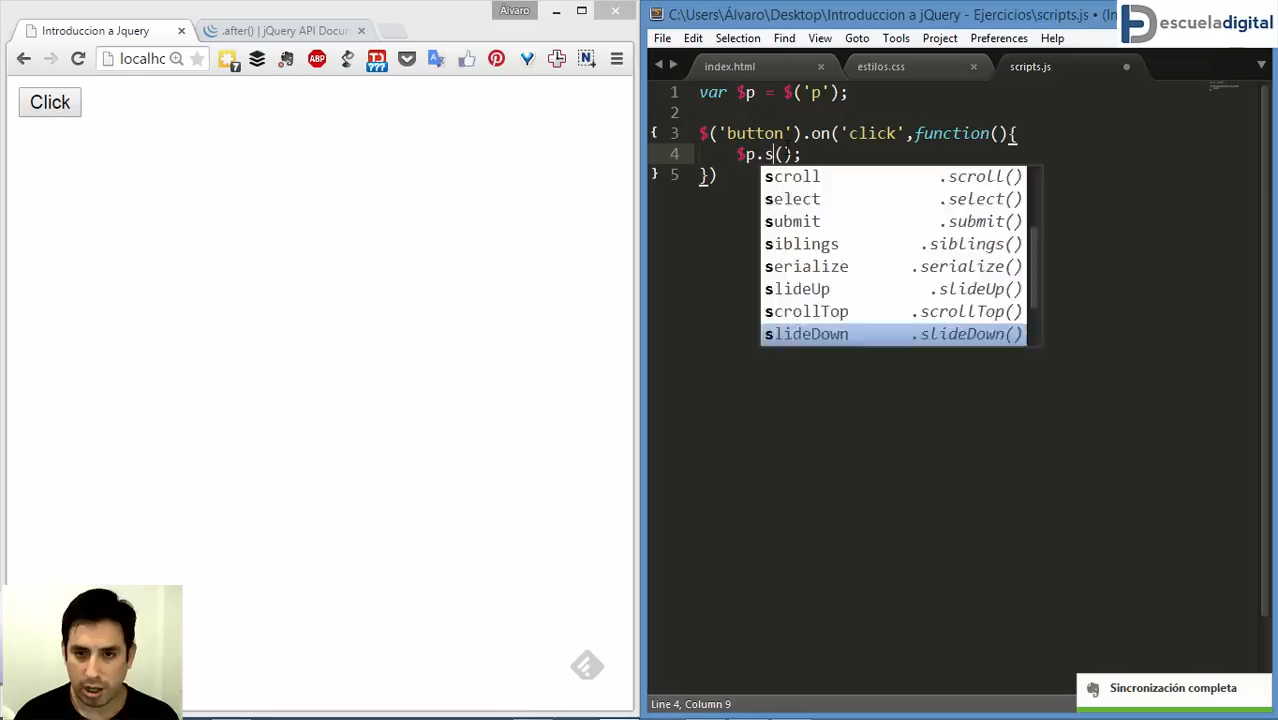 Introduccion a Jquery
.after() | jQuery API Docum
Álvaro
localhc
???
Click
C:\Users\Álvaro\Desktop\Introduccion a jQuery - Ejercicios\scripts.js • (In
escueladigital
File Edit Selection Find View Goto Tools Project Preferences Help
index.html
estilos.css
scripts.js
1 var $p = $('p');
2
3 $('button').on('click',function(){
4 $p.s();
5 })
scroll .scroll()
select .select()
submit .submit()
siblings .siblings()
serialize .serialize()
slideUp .slideUp()
scrollTop .scrollTop()
slideDown .slideDown()
Sincronización completa
Line 4, Column 9